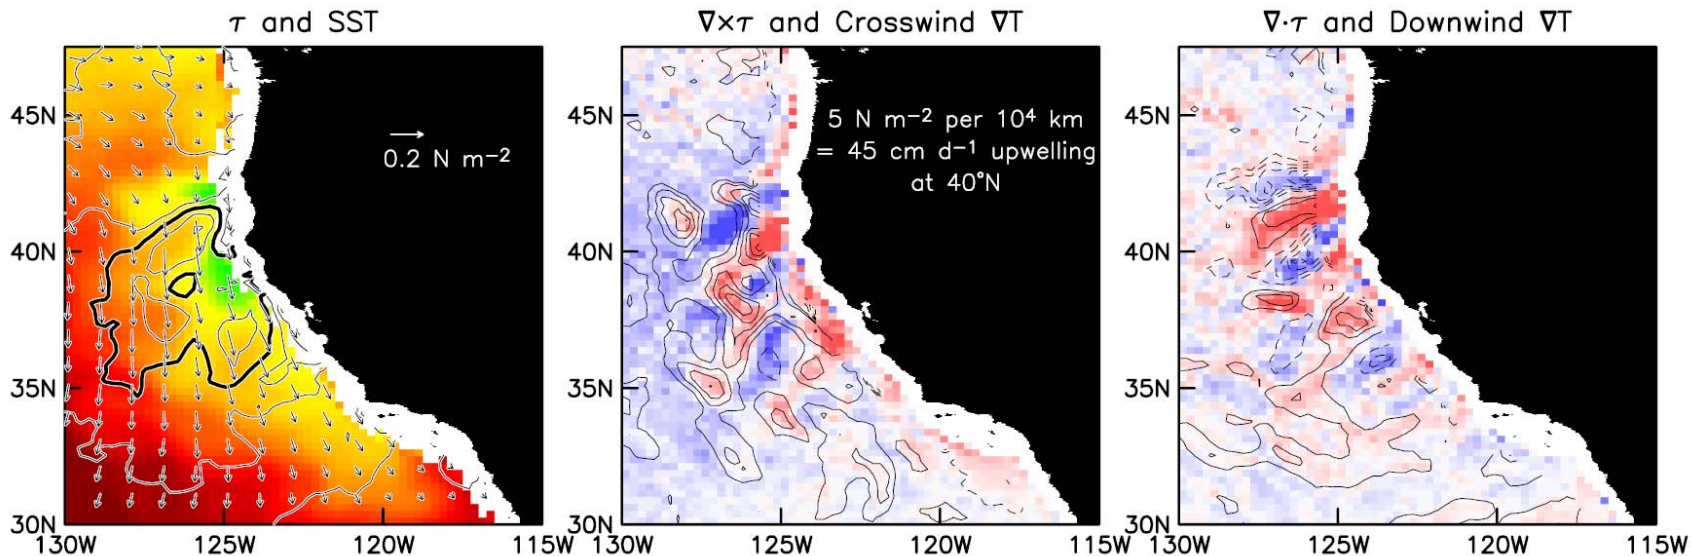 τ and SST
∇×τ and Crosswind ∇T
∇·τ and Downwind ∇T
45N
40N
35N
30N
130W
125W
120W
115W
0.2 N m⁻²
45N
40N
35N
30N
130W
125W
120W
115W
5 N m⁻² per 10⁴ km
= 45 cm d⁻¹ upwelling
at 40°N
45N
40N
35N
30N
130W
125W
120W
115W